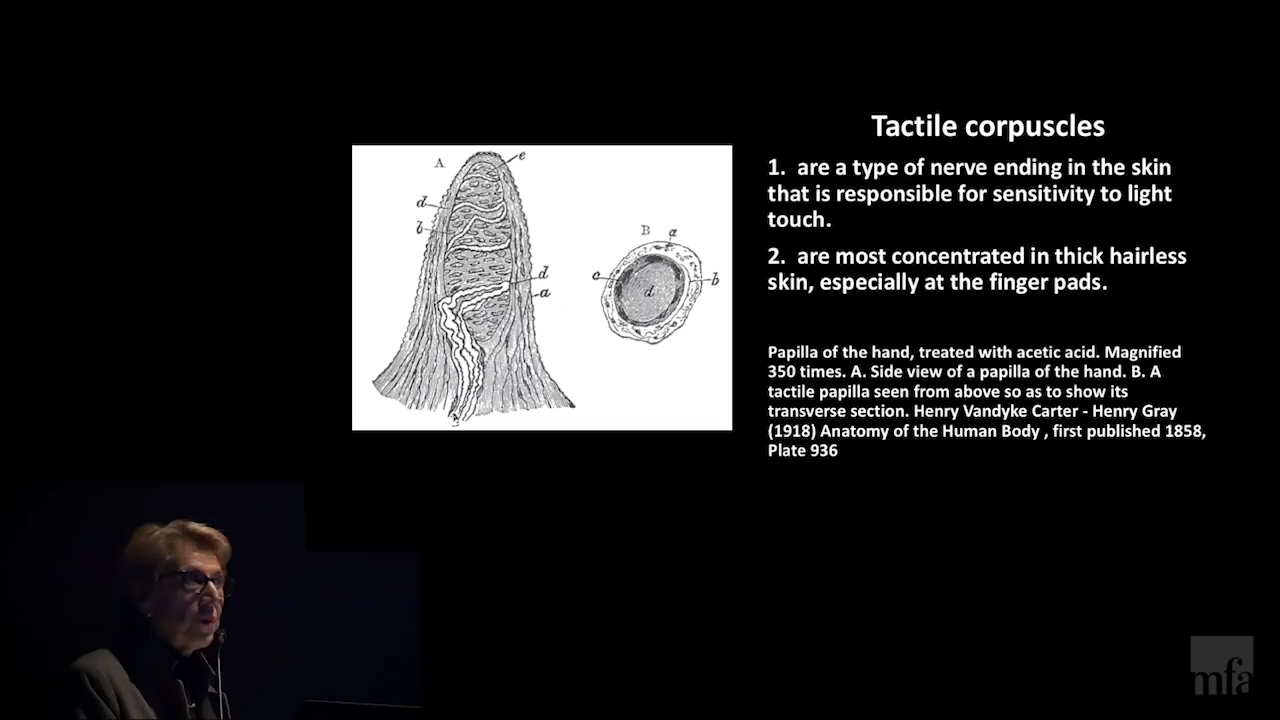 Tactile corpuscles
1. are a type of nerve ending in the skin
that is responsible for sensitivity to light
touch.
2. are most concentrated in thick hairless
skin, especially at the finger pads.
Papilla of the hand, treated with acetic acid. Magnified
350 times. A. Side view of a papilla of the hand. B. A
tactile papilla seen from above so as to show its
transverse section. Henry Vandyke Carter - Henry Gray
(1918) Anatomy of the Human Body , first published 1858,
Plate 936
A
e
d
b
d
a
B
a
c
b
d
mfa